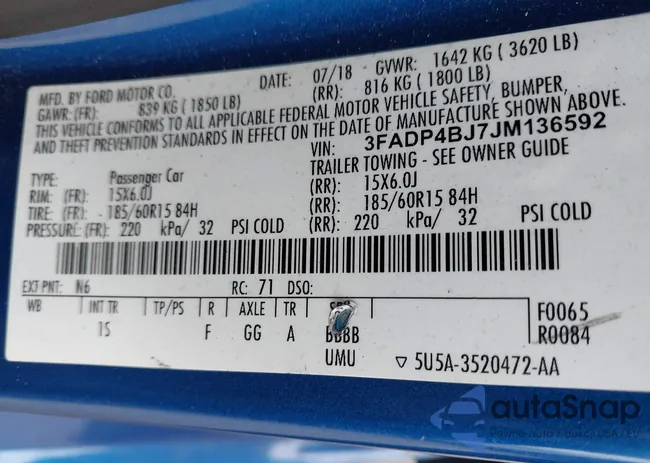 MFD. BY FORD MOTOR CO.
DATE: 07/18 GVWR: 1642 KG ( 3620 LB)
GAWR: (FR): 839 KG ( 1850 LB) (RR): 816 KG ( 1800 LB)
THIS VEHICLE CONFORMS TO ALL APPLICABLE FEDERAL MOTOR VEHICLE SAFETY, BUMPER,
AND THEFT PREVENTION STANDARDS IN EFFECT ON THE DATE OF MANUFACTURE SHOWN ABOVE.
VIN: 3FADP4BJ7JM136592
TYPE: Passenger Car TRAILER TOWING - SEE OWNER GUIDE
RIM: (FR): 15X6.0J (RR): 15X6.0J
TIRE: (FR): 185/60R15 84H (RR): 185/60R15 84H
PRESSURE: (FR): 220 kPa/ 32 PSI COLD (RR): 220 kPa/ 32 PSI COLD
EXT PNT: N6 RC: 71 DSO:
WB INT TR TP/PS R AXLE TR F0065
15 F GG A BBBB R0084
UMU ▽ 5U5A-3520472-AA
autoSnap